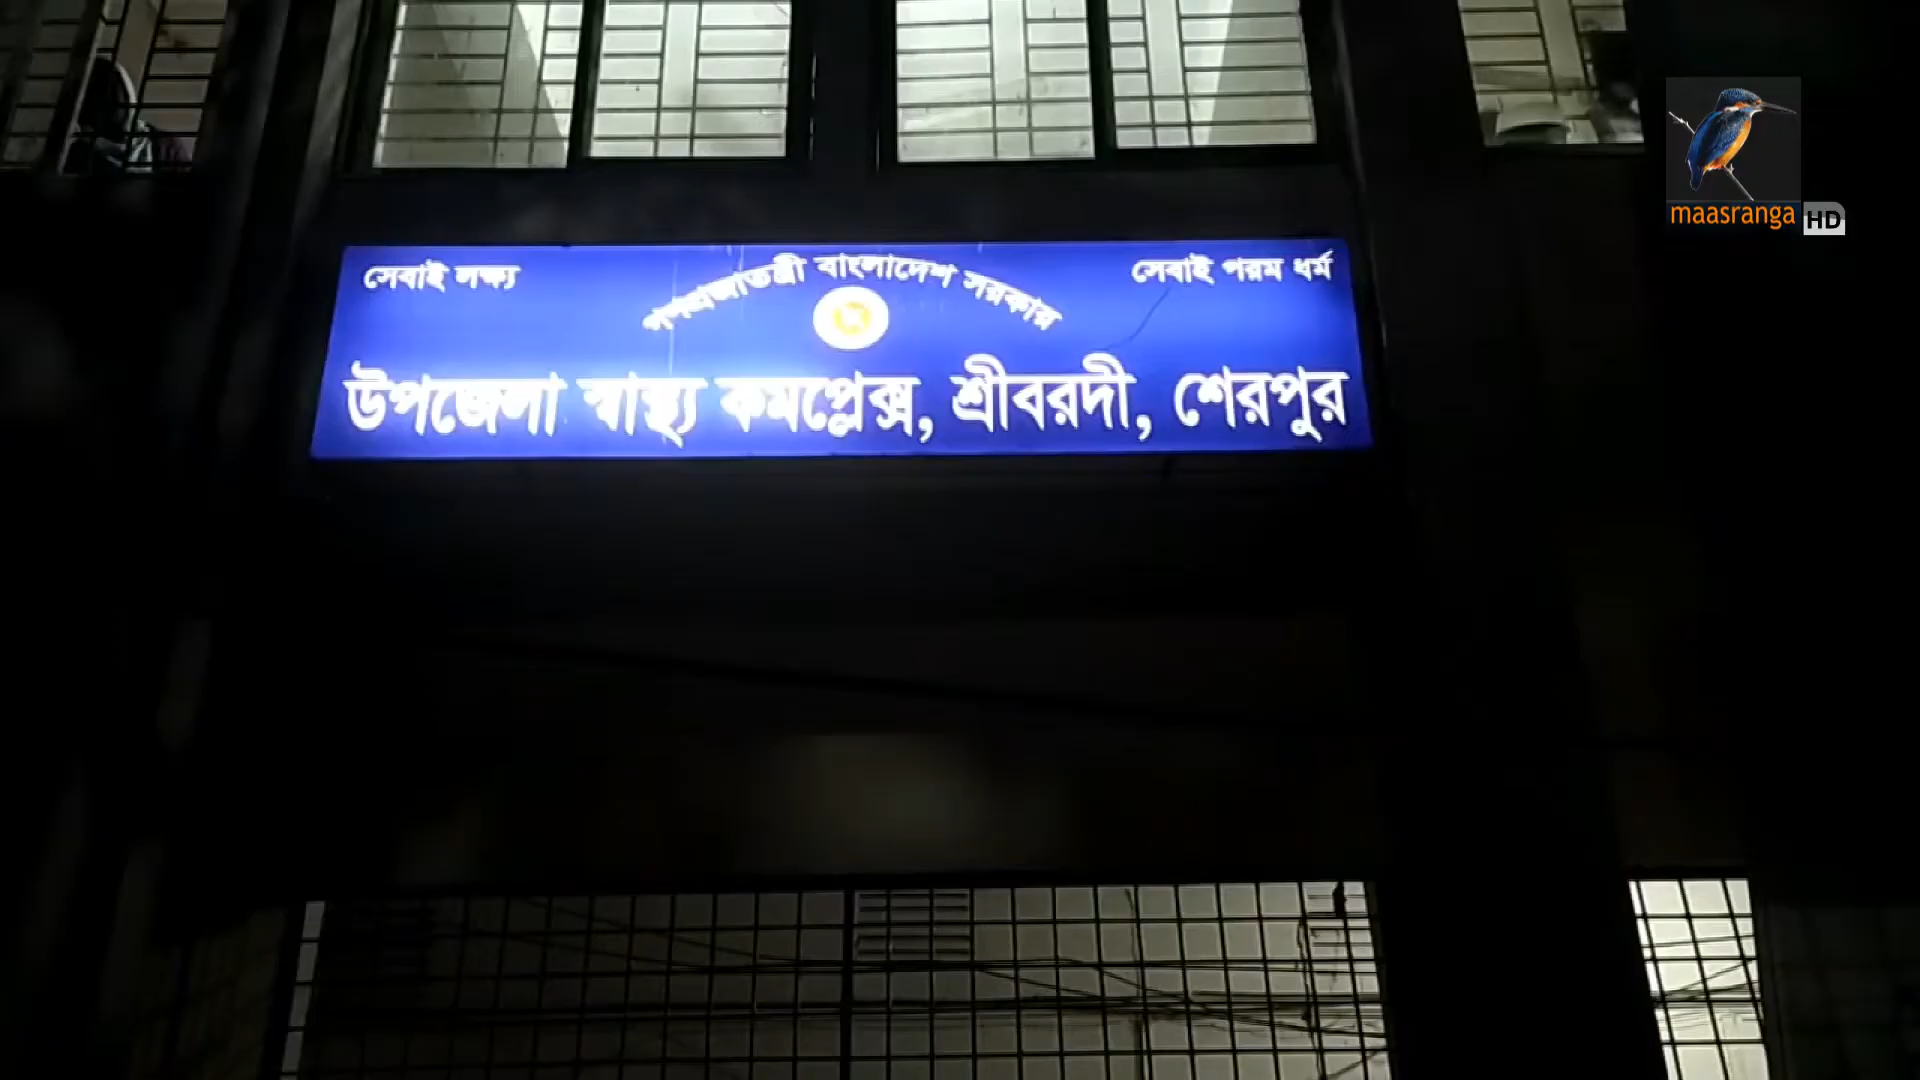 সেবাই লক্ষ্য
গণপ্রজাতন্ত্রী বাংলাদেশ সরকার
সেবাই পরম ধর্ম
উপজেলা স্বাস্থ্য কমপ্লেক্স, শ্রীবরদী, শেরপুর
maasranga HD